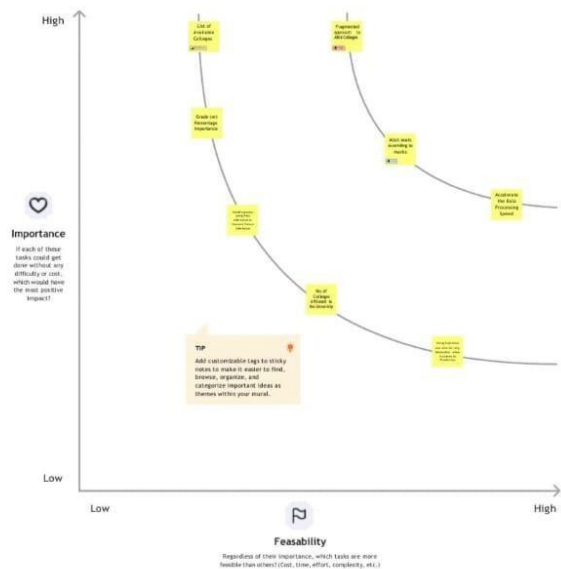 High
List of
Available
Colleges
Fragmented
approach to
allot Colleges
Grade (or)
Percentage
Importance
Allot seats
according to
marks
Accelerate
the Data
Processing
Speed
Importance
If each of these
tasks could get
done without any
difficulty or cost,
which would have
the most positive
impact?
No of
Colleges
affiliated to
the University
TIP
Add customizable tags to sticky
notes to make it easier to find,
browse, organize, and
categorize important ideas as
themes within your mural.
Low
Low
High
Feasability
Regardless of their importance, which tasks are more
feasible than others? (Cost, time, effort, complexity, etc.)